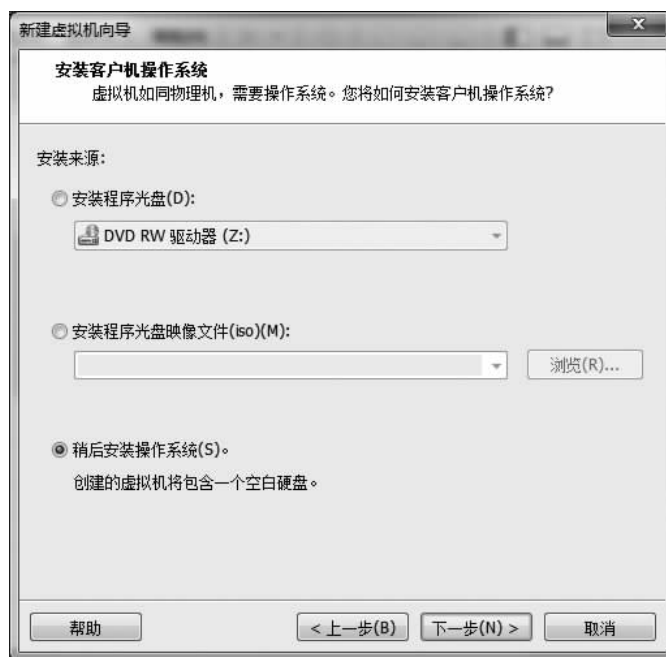 新建虚拟机向导
安装客户机操作系统
虚拟机如同物理机，需要操作系统。您将如何安装客户机操作系统?
安装来源:
安装程序光盘(D):
DVD RW 驱动器 (Z:)
安装程序光盘映像文件(iso)(M):
浏览(R)...
稍后安装操作系统(S)。
创建的虚拟机将包含一个空白硬盘。
帮助
< 上一步(B)
下一步(N) >
取消